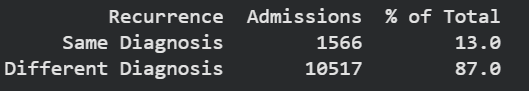 Recurrence Admissions % of Total
Same Diagnosis 1566 13.0
Different Diagnosis 10517 87.0